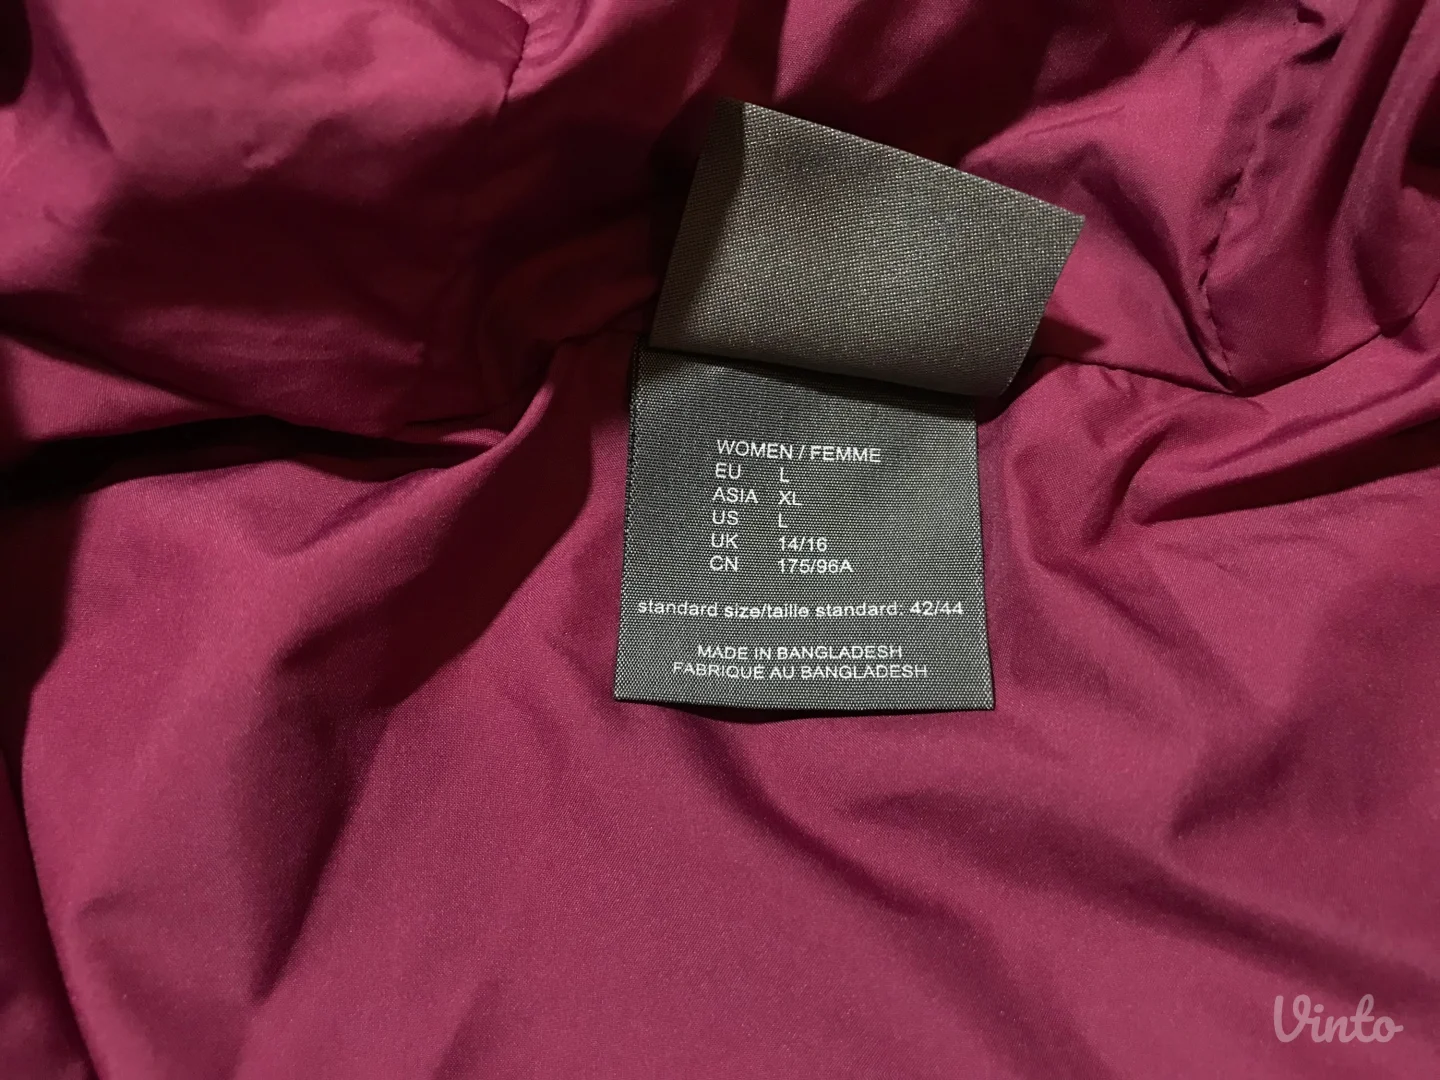 WOMEN / FEMME
EU L
ASIA XL
US L
UK 14/16
CN 175/96A
standard size/taille standard: 42/44
MADE IN BANGLADESH
FABRIQUÉ AU BANGLADESH
Vinto